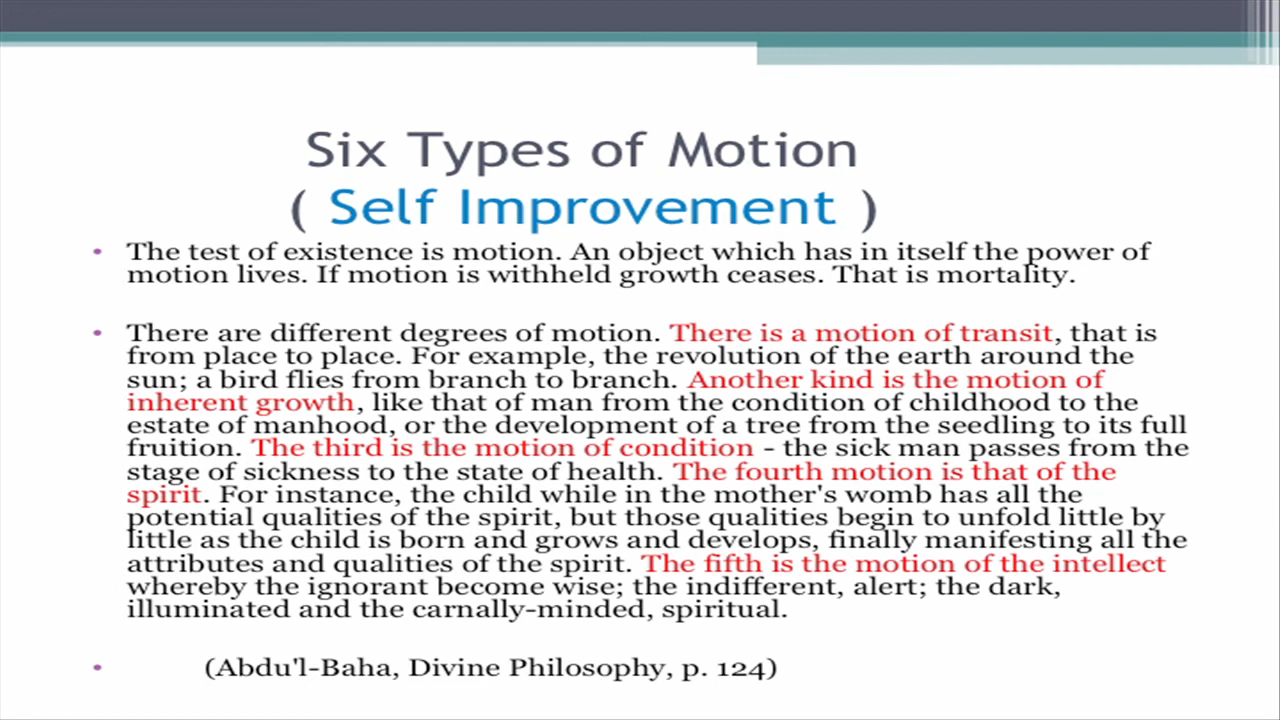 Six Types of Motion
( Self Improvement )
• The test of existence is motion. An object which has in itself the power of
motion lives. If motion is withheld growth ceases. That is mortality.
• There are different degrees of motion. There is a motion of transit, that is
from place to place. For example, the revolution of the earth around the
sun; a bird flies from branch to branch. Another kind is the motion of
inherent growth, like that of man from the condition of childhood to the
estate of manhood, or the development of a tree from the seedling to its full
fruition. The third is the motion of condition - the sick man passes from the
stage of sickness to the state of health. The fourth motion is that of the
spirit. For instance, the child while in the mother's womb has all the
potential qualities of the spirit, but those qualities begin to unfold little by
little as the child is born and grows and develops, finally manifesting all the
attributes and qualities of the spirit. The fifth is the motion of the intellect
whereby the ignorant become wise; the indifferent, alert; the dark,
illuminated and the carnally-minded, spiritual.
• (Abdu'l-Baha, Divine Philosophy, p. 124)